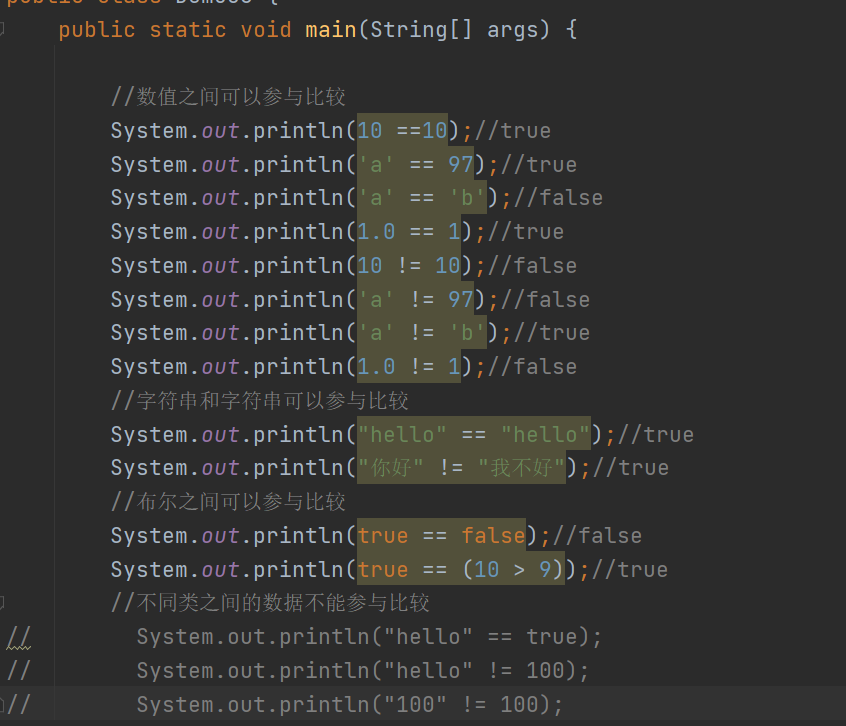 public static void main(String[] args) {
//数值之间可以参与比较
System.out.println(10 ==10);//true
System.out.println('a' == 97);//true
System.out.println('a' == 'b');//false
System.out.println(1.0 == 1);//true
System.out.println(10 != 10);//false
System.out.println('a' != 97);//false
System.out.println('a' != 'b');//true
System.out.println(1.0 != 1);//false
//字符串和字符串可以参与比较
System.out.println("hello" == "hello");//true
System.out.println("你好" != "我不好");//true
//布尔之间可以参与比较
System.out.println(true == false);//false
System.out.println(true == (10 > 9));//true
//不同类之间的数据不能参与比较
// System.out.println("hello" == true);
// System.out.println("hello" != 100);
// System.out.println("100" != 100);